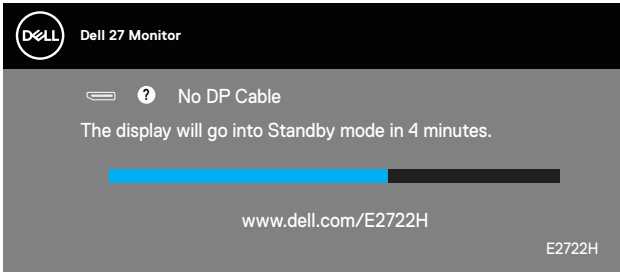 DELL
Dell 27 Monitor
? No DP Cable
The display will go into Standby mode in 4 minutes.
www.dell.com/E2722H
E2722H